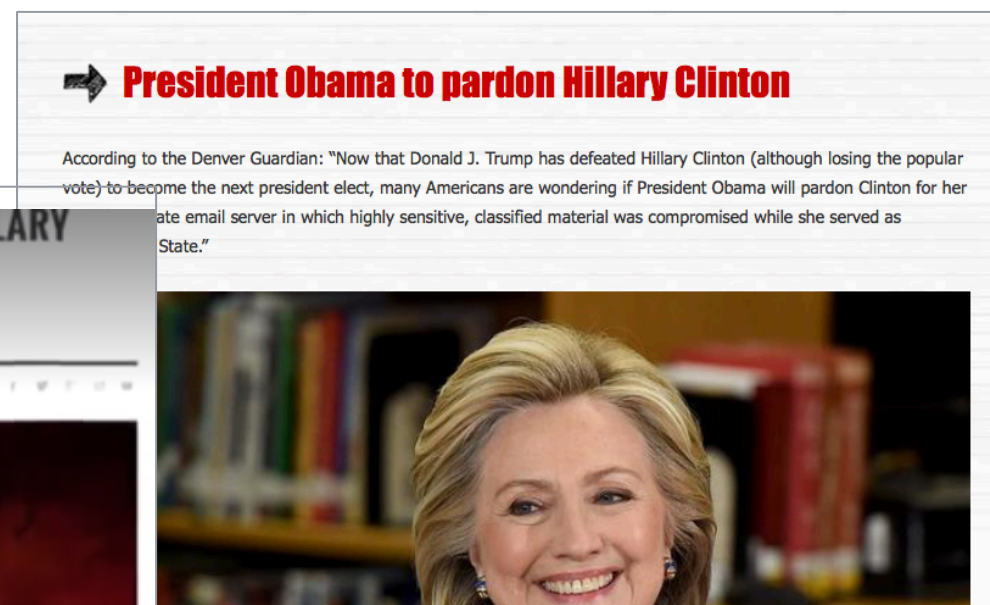 President Obama to pardon Hillary Clinton
According to the Denver Guardian: “Now that Donald J. Trump has defeated Hillary Clinton (although losing the popular
vote) to become the next president elect, many Americans are wondering if President Obama will pardon Clinton for her
ate email server in which highly sensitive, classified material was compromised while she served as
State.”
LARY